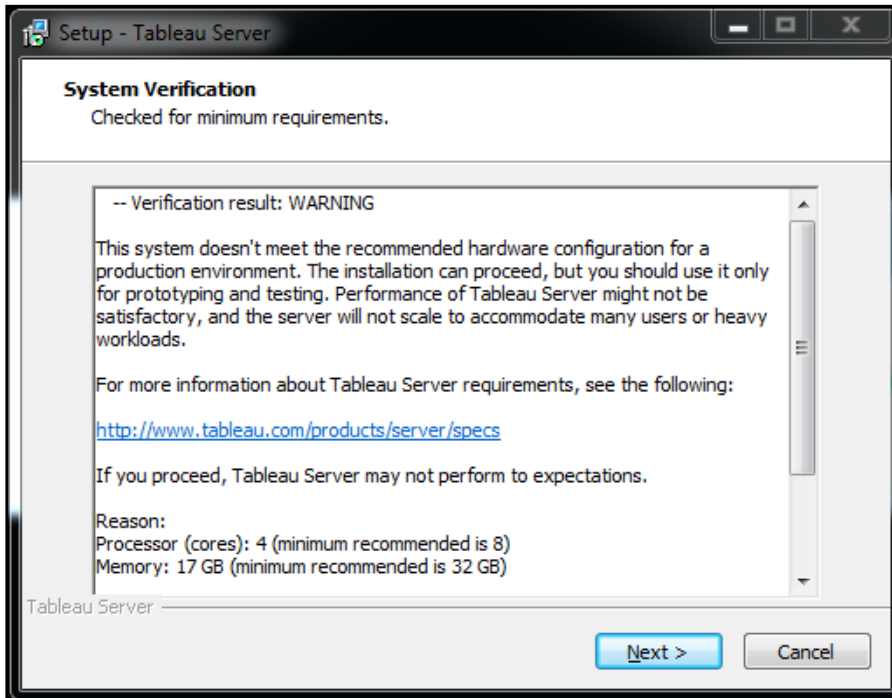 Setup - Tableau Server
System Verification
Checked for minimum requirements.
-- Verification result: WARNING
This system doesn't meet the recommended hardware configuration for a
production environment. The installation can proceed, but you should use it only
for prototyping and testing. Performance of Tableau Server might not be
satisfactory, and the server will not scale to accommodate many users or heavy
workloads.
For more information about Tableau Server requirements, see the following:
http://www.tableau.com/products/server/specs
If you proceed, Tableau Server may not perform to expectations.
Reason:
Processor (cores): 4 (minimum recommended is 8)
Memory: 17 GB (minimum recommended is 32 GB)
Tableau Server
Next >
Cancel